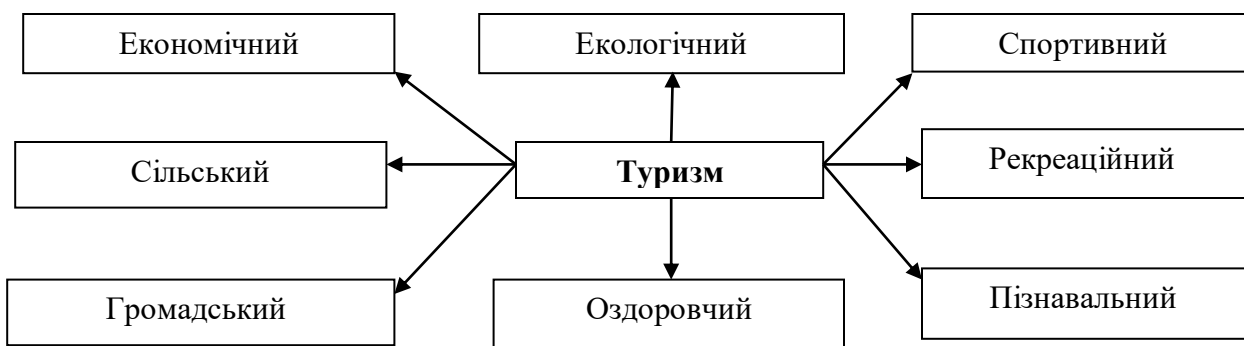 Економічний
Екологічний
Спортивний
Сільський
Туризм
Рекреаційний
Громадський
Оздоровчий
Пізнавальний